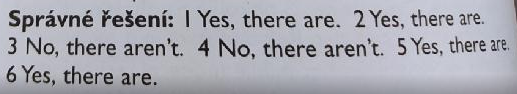 Správné řešení: 1 Yes, there are. 2 Yes, there are.
3 No, there aren't. 4 No, there aren't. 5 Yes, there are.
6 Yes, there are.